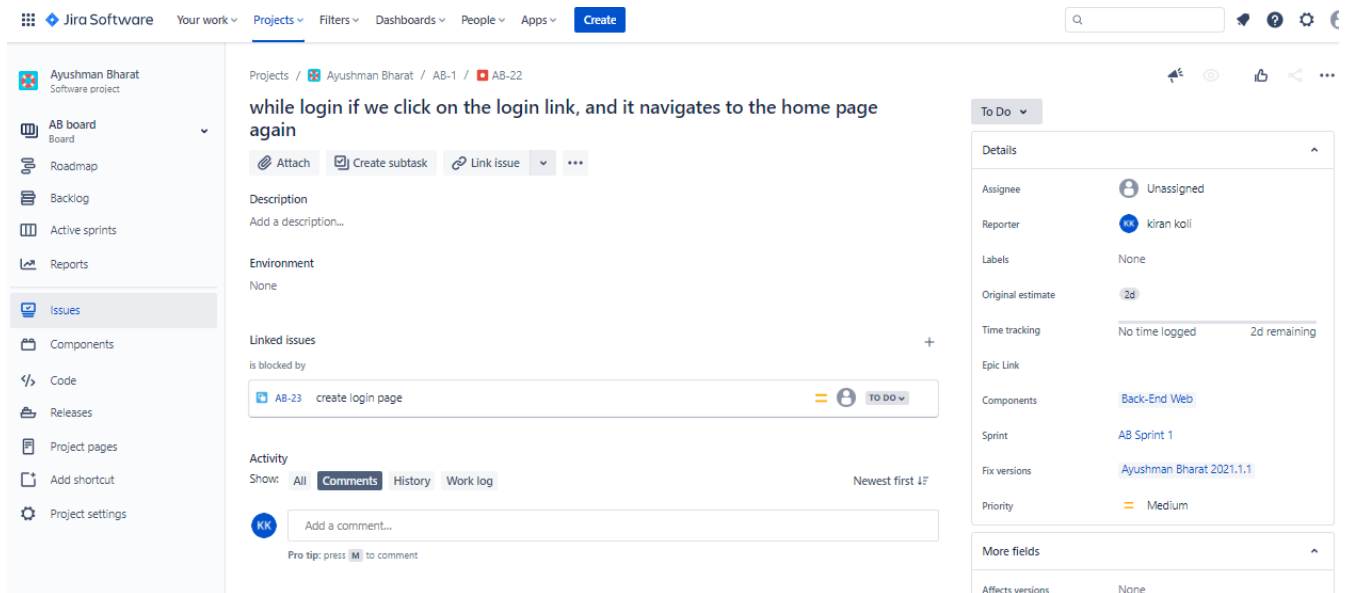 Jira Software Your work Projects Filters Dashboards People Apps Create
Ayushman Bharat
Software project
AB board
Board
Roadmap
Backlog
Active sprints
Reports
Issues
Components
Code
Releases
Project pages
Add shortcut
Project settings
Projects / Ayushman Bharat / AB-1 / AB-22
while login if we click on the login link, and it navigates to the home page
again
Attach Create subtask Link issue
Description
Add a description...
Environment
None
Linked issues
is blocked by
AB-23 create login page TO DO
Activity
Show: All Comments History Work log Newest first
KK Add a comment...
Pro tip: press M to comment
To Do
Details
Assignee Unassigned
Reporter KK kiran koli
Labels None
Original estimate 2d
Time tracking No time logged 2d remaining
Epic Link
Components Back-End Web
Sprint AB Sprint 1
Fix versions Ayushman Bharat 2021.1.1
Priority Medium
More fields
Affects versions None